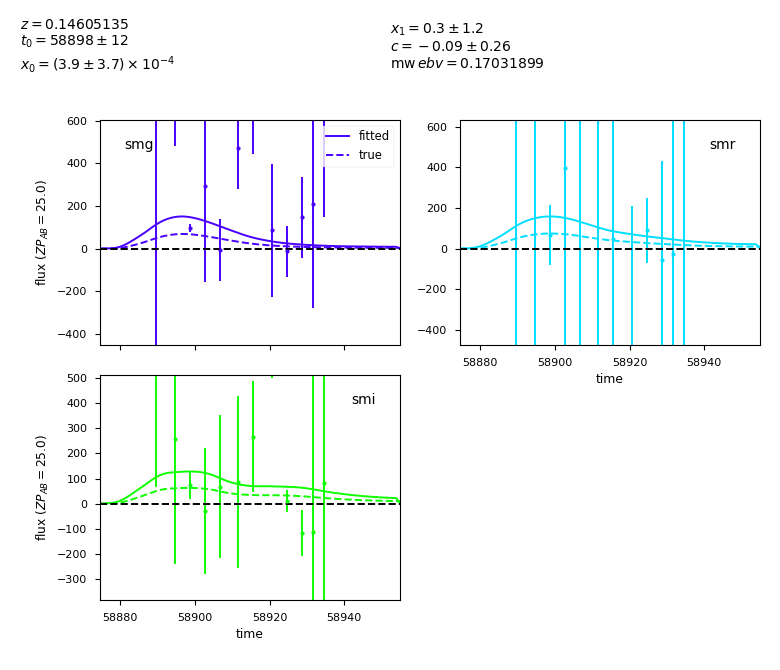 z = 0.14605135
t₀ = 58898 ± 12
x₀ = (3.9 ± 3.7) × 10⁻⁴
x₁ = 0.3 ± 1.2
c = −0.09 ± 0.26
mw ebv = 0.17031899
600
400
200
0
−200
−400
flux (ZP_AB = 25.0)
smg
fitted
true
600
400
200
0
−200
−400
smr
58880
58900
58920
58940
time
500
400
300
200
100
0
−100
−200
−300
flux (ZP_AB = 25.0)
smi
58880
58900
58920
58940
time